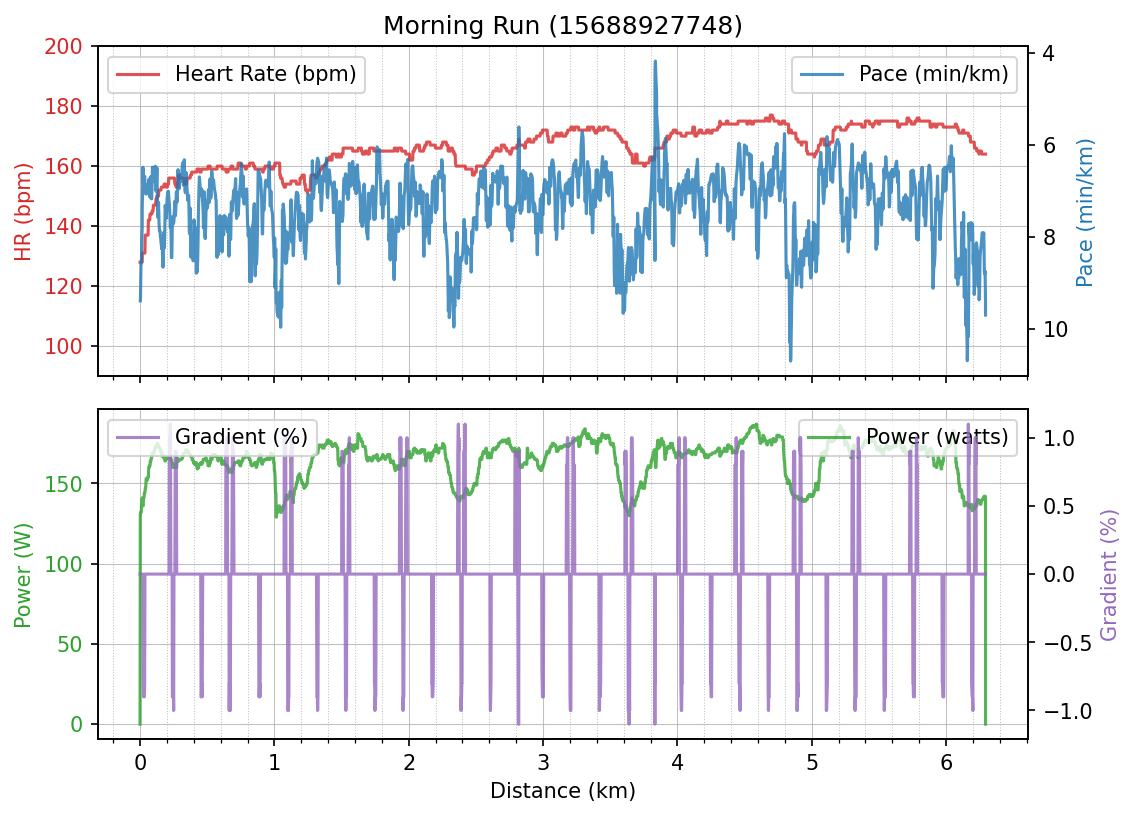 Morning Run (15688927748)
Heart Rate (bpm)
Pace (min/km)
HR (bpm)
200
180
160
140
120
100
4
6
8
10
Pace (min/km)
Gradient (%)
Power (watts)
Power (W)
150
100
50
0
1.0
0.5
0.0
−0.5
−1.0
Gradient (%)
0 1 2 3 4 5 6
Distance (km)